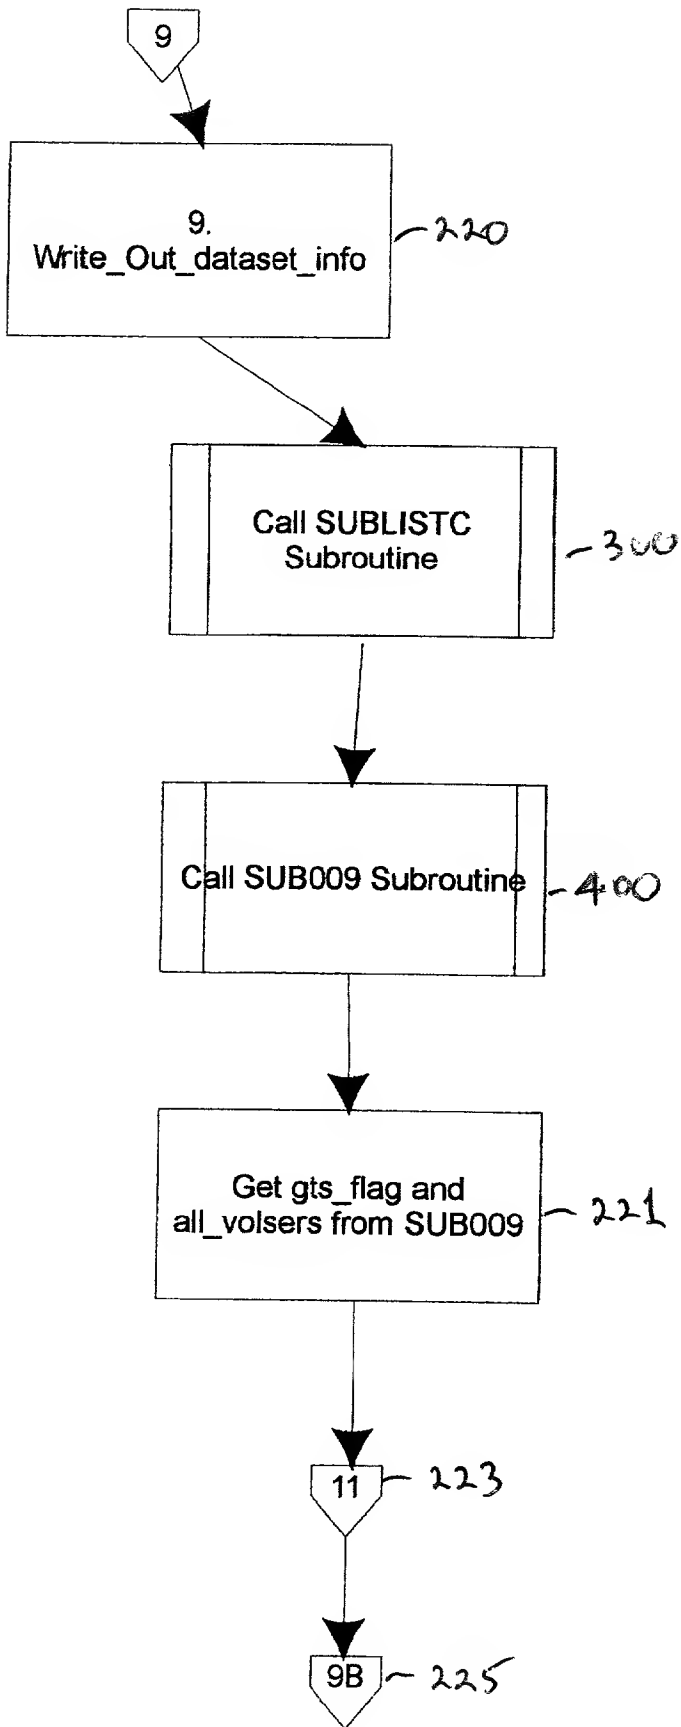 9
9.
Write_Out_dataset_info
220
Call SUBLISTC
Subroutine
300
Call SUB009 Subroutine
400
Get gts_flag and
all_volsers from SUB009
221
11
223
9B
225